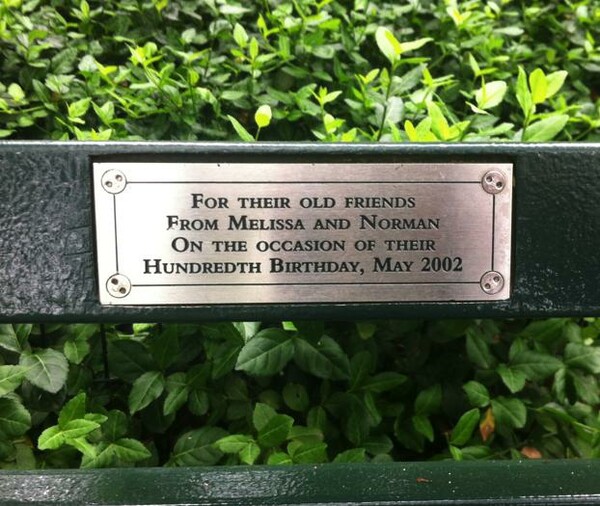 For their old friends
From Melissa and Norman
On the occasion of their
Hundredth Birthday, May 2002